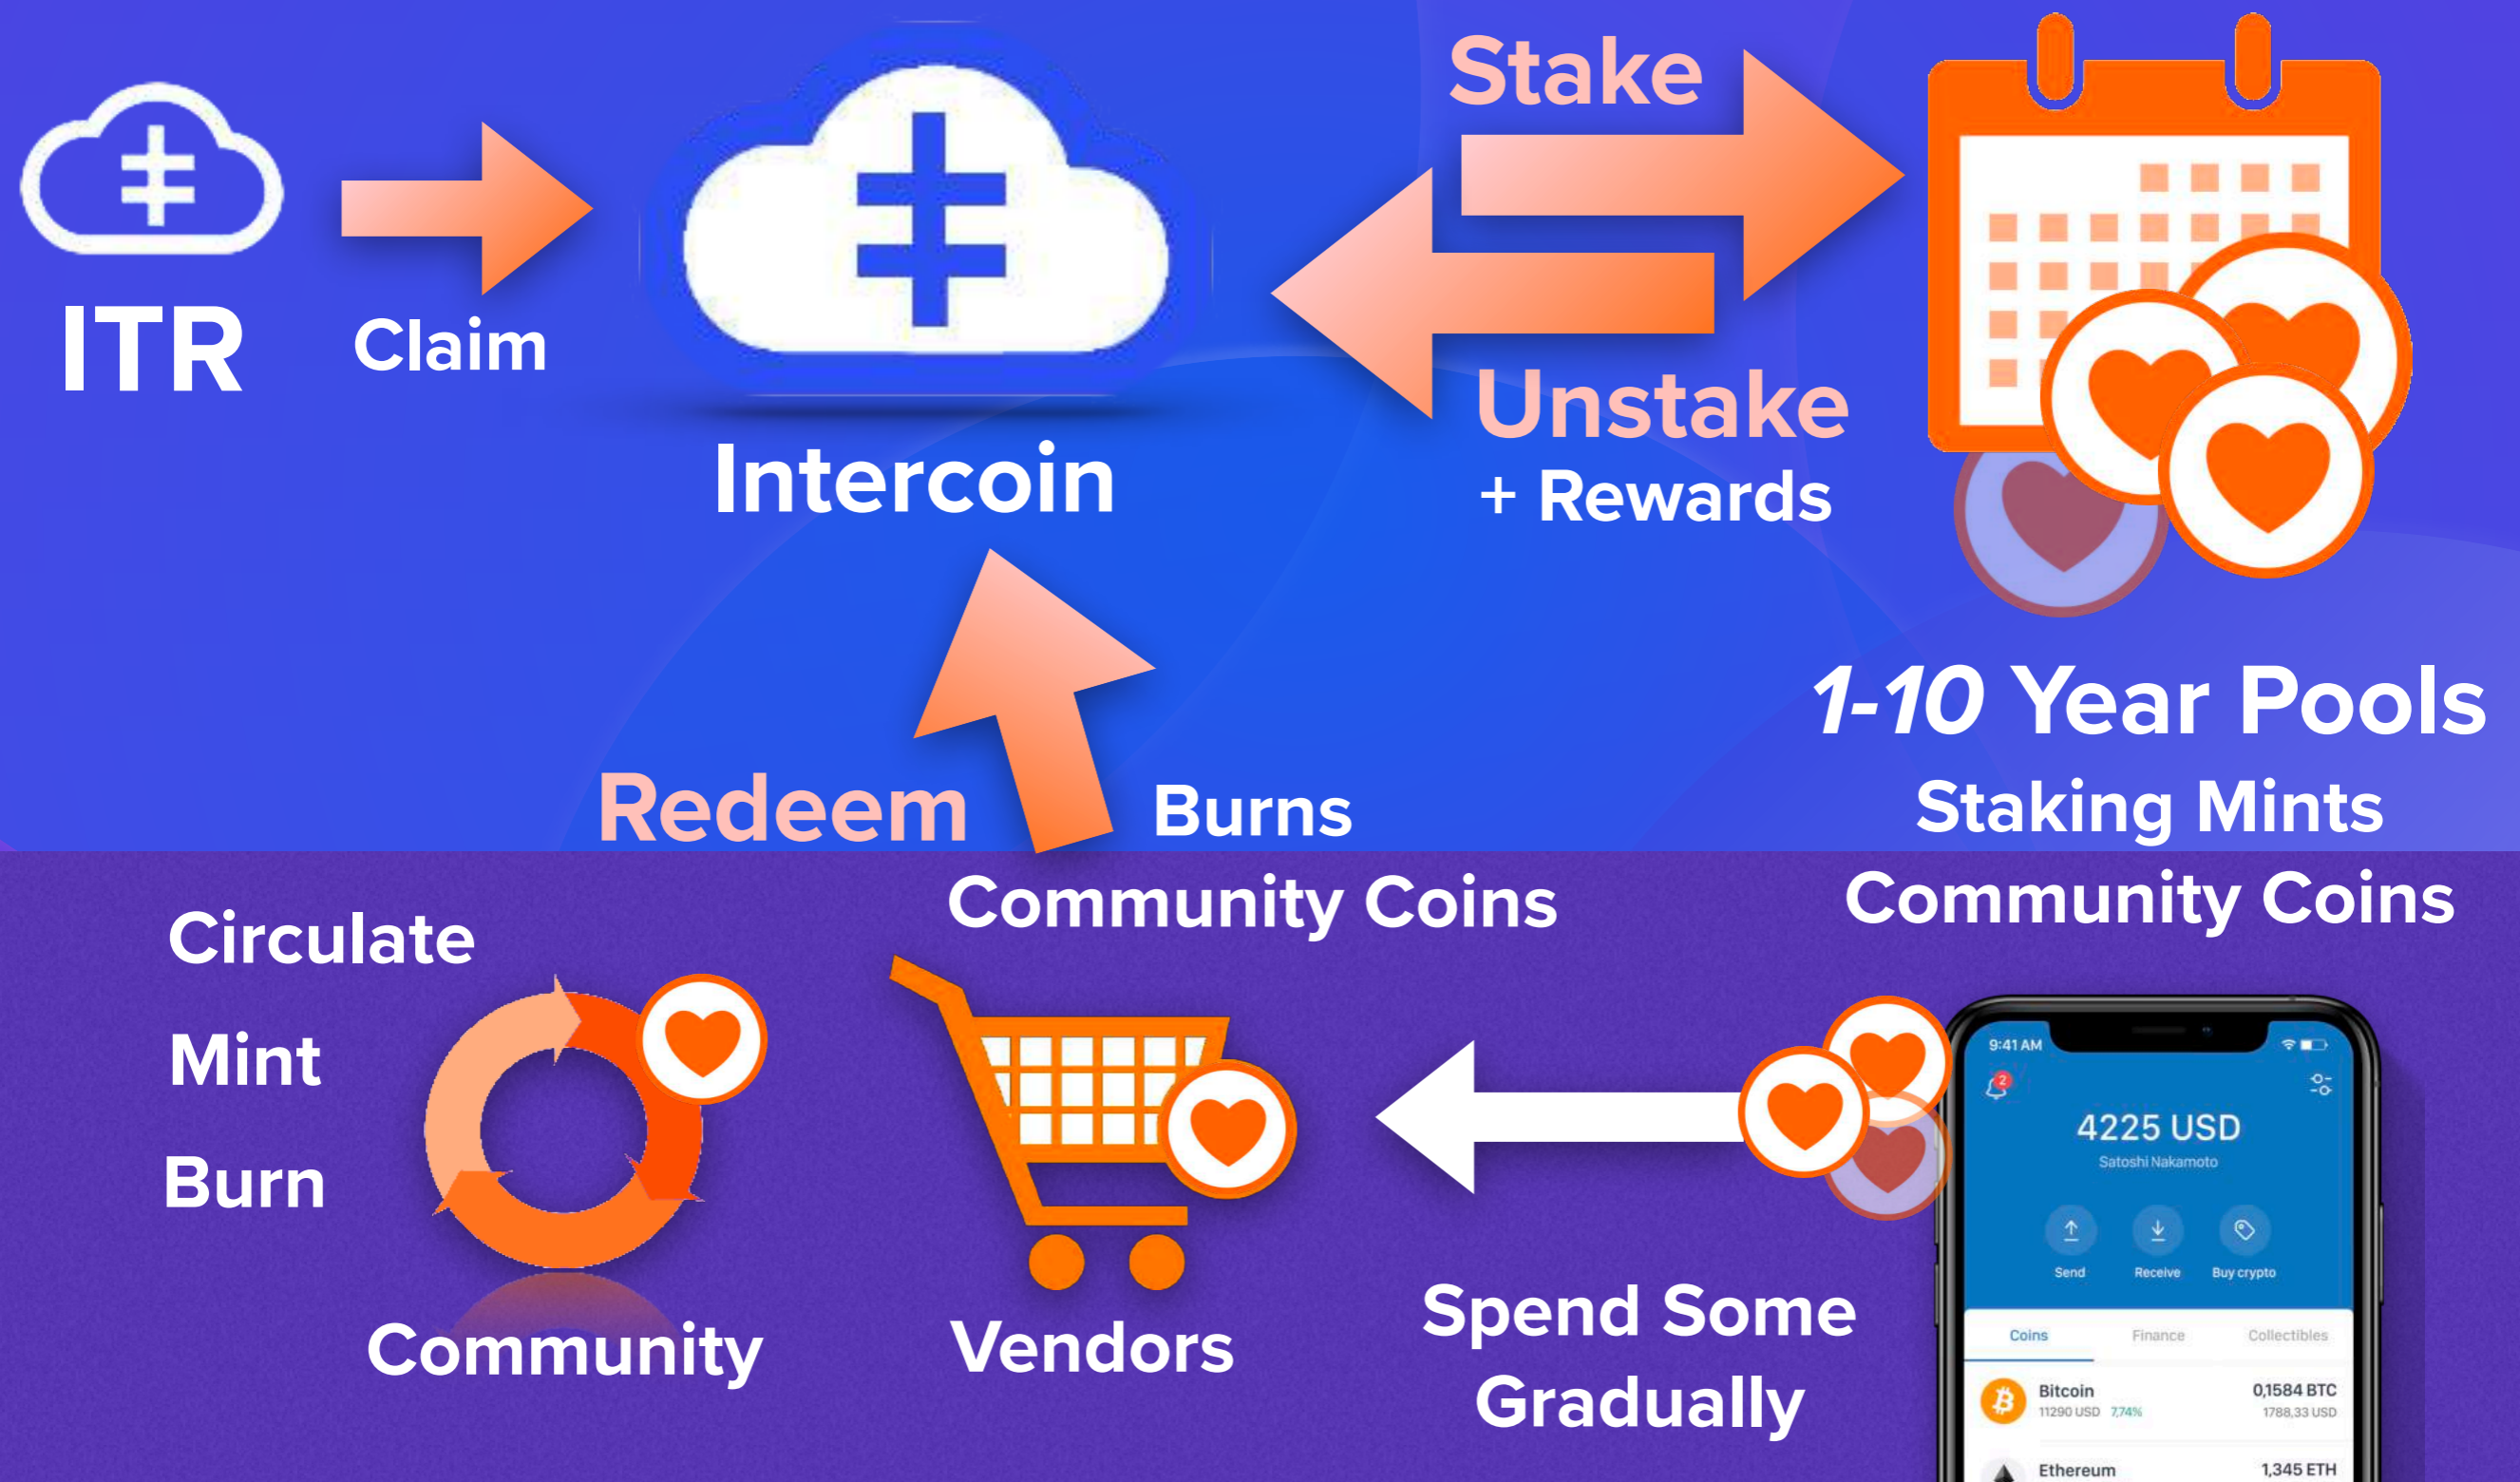 ITR
Claim
Intercoin
Stake
Unstake
+ Rewards
1-10 Year Pools
Staking Mints
Community Coins
Redeem
Burns
Community Coins
Circulate
Mint
Burn
Community
Vendors
Spend Some
Gradually
9:41 AM
2
4225 USD
Satoshi Nakamoto
Send Receive Buy crypto
Coins Finance Collectibles
Bitcoin 0,1584 BTC
11290 USD 7,74% 1788,33 USD
Ethereum 1,345 ETH